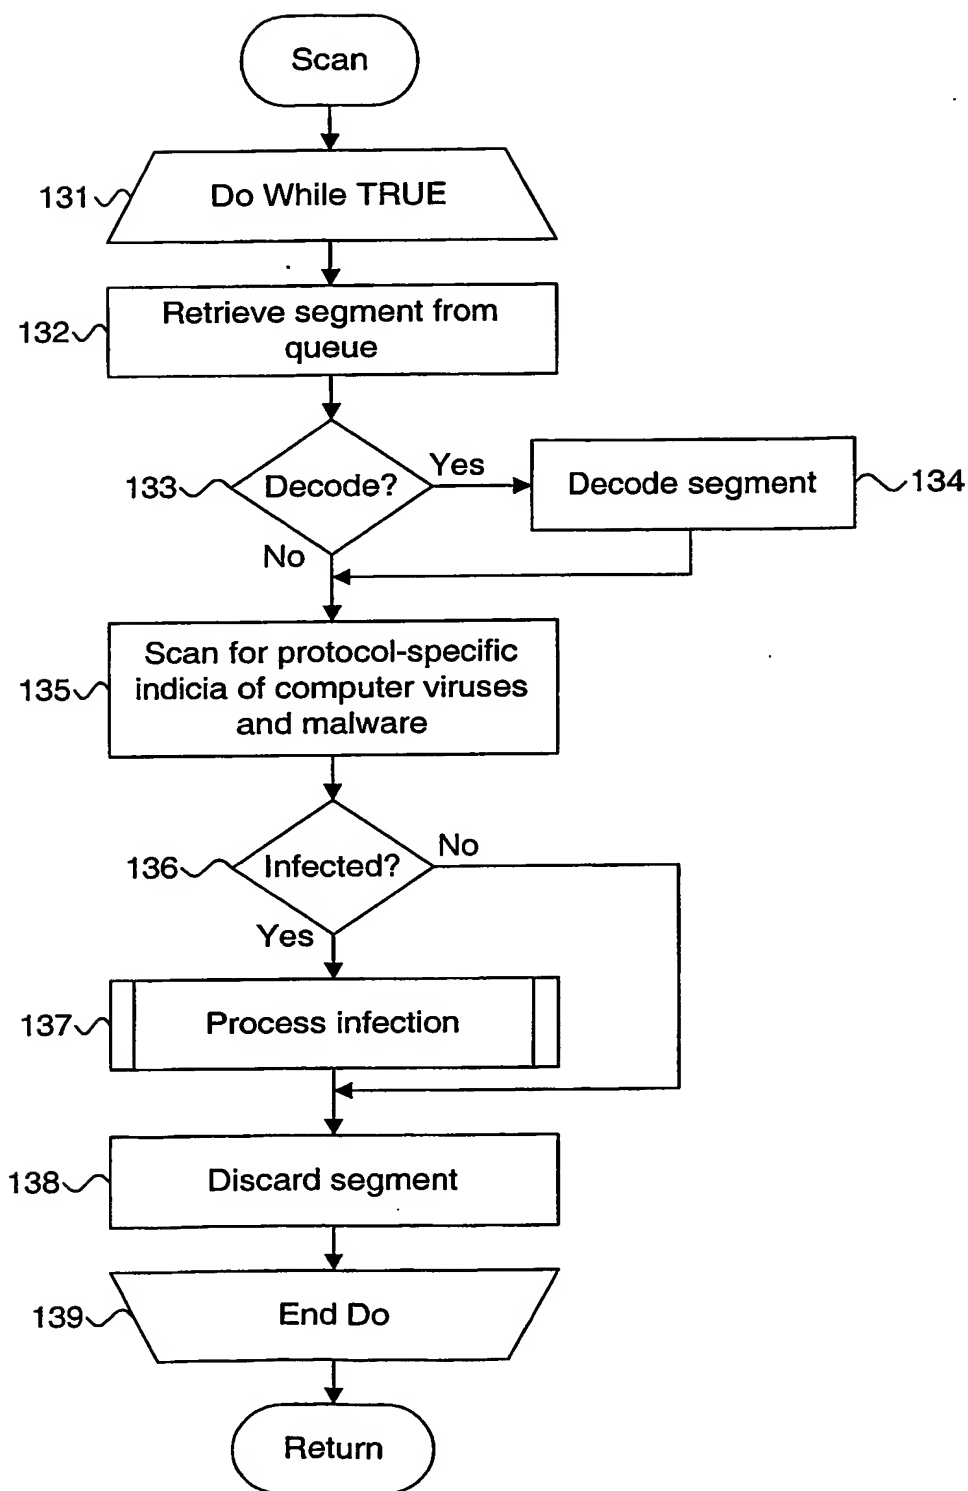 Scan
131
Do While TRUE
132
Retrieve segment from
queue
133
Decode?
Yes
Decode segment
134
No
135
Scan for protocol-specific
indicia of computer viruses
and malware
136
Infected?
No
Yes
137
Process infection
138
Discard segment
139
End Do
Return